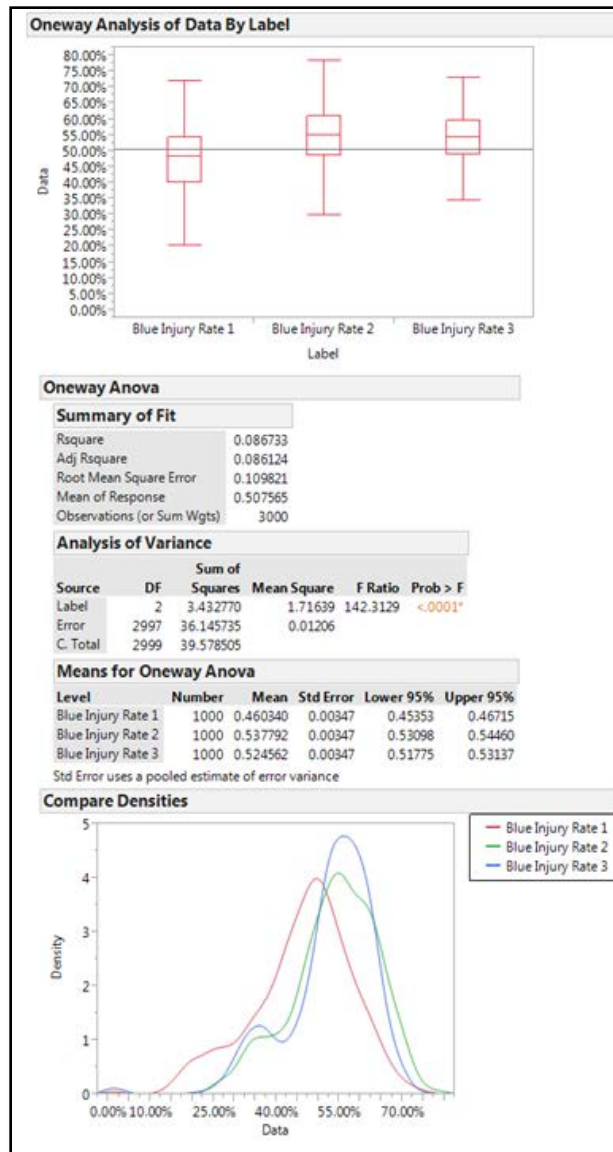 Oneway Analysis of Data By Label
80.00%
75.00%
70.00%
65.00%
60.00%
55.00%
50.00%
45.00%
40.00%
35.00%
30.00%
25.00%
20.00%
15.00%
10.00%
5.00%
0.00%
Data
Blue Injury Rate 1 Blue Injury Rate 2 Blue Injury Rate 3
Label
Oneway Anova
Summary of Fit
Rsquare 0.086733
Adj Rsquare 0.086124
Root Mean Square Error 0.109821
Mean of Response 0.507565
Observations (or Sum Wgts) 3000
Analysis of Variance
Sum of
Source DF Squares Mean Square F Ratio Prob > F
Label 2 3.432770 1.71639 142.3129 <.0001*
Error 2997 36.145735 0.01206
C. Total 2999 39.578505
Means for Oneway Anova
Level Number Mean Std Error Lower 95% Upper 95%
Blue Injury Rate 1 1000 0.460340 0.00347 0.45353 0.46715
Blue Injury Rate 2 1000 0.537792 0.00347 0.53098 0.54460
Blue Injury Rate 3 1000 0.524562 0.00347 0.51775 0.53137
Std Error uses a pooled estimate of error variance
Compare Densities
5
4
3
2
1
0
Density
Blue Injury Rate 1
Blue Injury Rate 2
Blue Injury Rate 3
0.00% 10.00% 25.00% 40.00% 55.00% 70.00%
Data